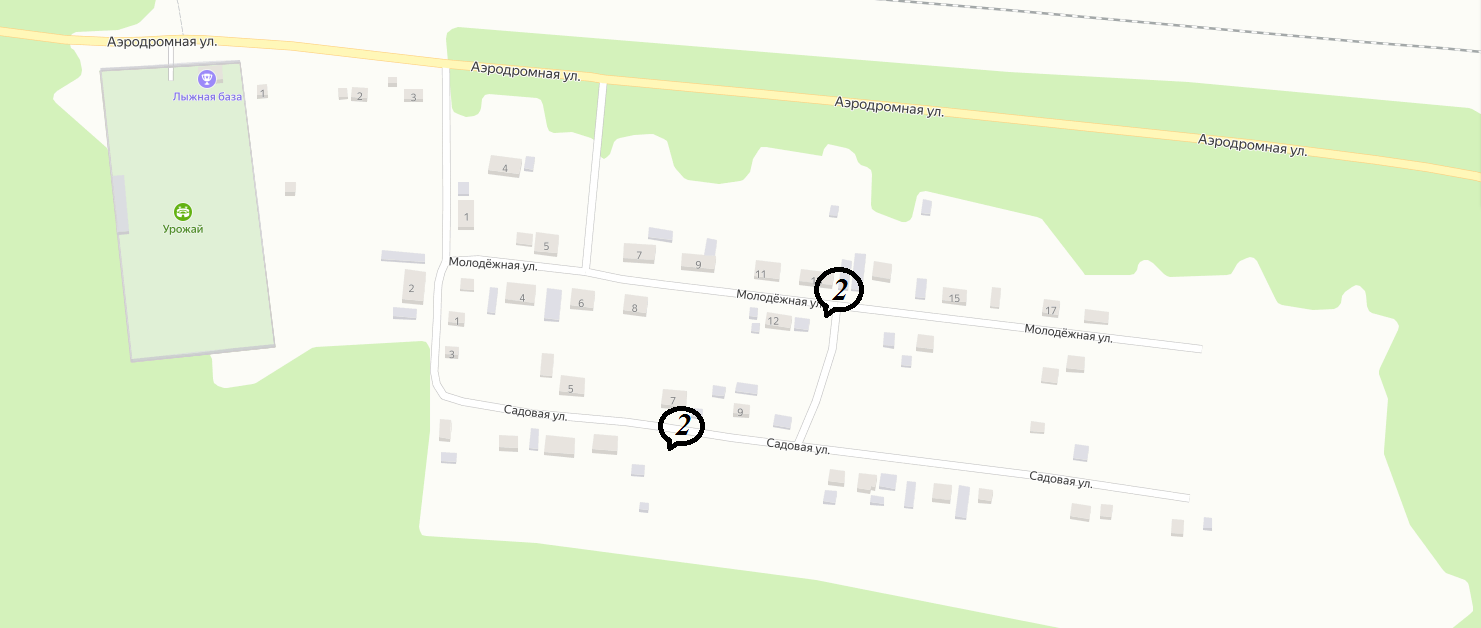 Аэродромная ул.
Аэродромная ул.
Аэродромная ул.
Аэродромная ул.
Лыжная база
1
2
3
4
Урожай
1
5
7
9
11
Молодёжная ул.
2
4
6
8
Молодёжная ул.
2
15
17
1
12
Молодёжная ул.
3
5
7
9
Садовая ул.
2
Садовая ул.
Садовая ул.